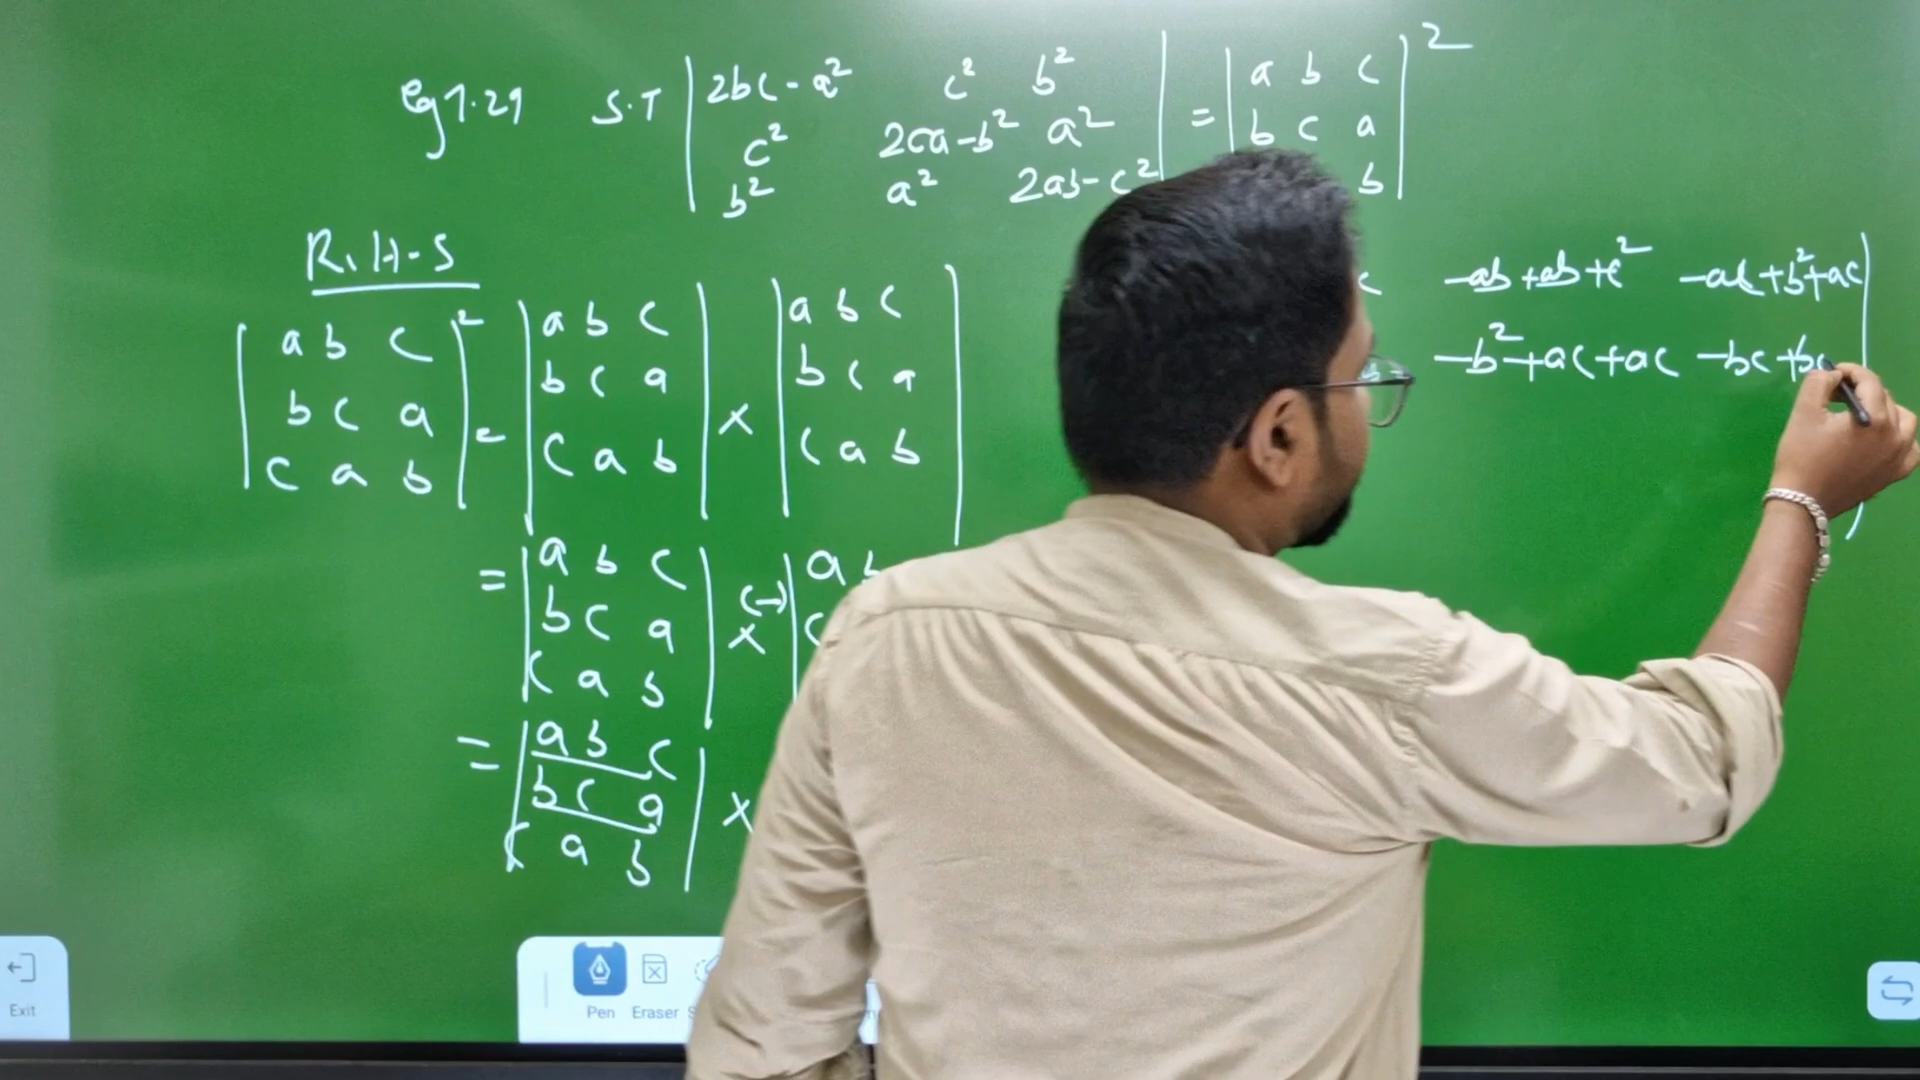 eg 7.29 S.T | 2bc-a² c² b² | = | a b c |²
| c² 2ca-b² a² | | b c a |
| b² a² 2ab-c² | b |
R.H.S
| a b c |² = | a b c | × | a b c |
| b c a | | b c a | | b c a |
| c a b | | c a b | | c a b |
c -ab+ab+c² -ac+b²+ac |
-b²+ac+ac -bc+bc
= | a b c | × (-) | a b
| b c a | | c
| c a b |
= | a b c | ×
| b c a |
| c a b |
Exit
Pen Eraser